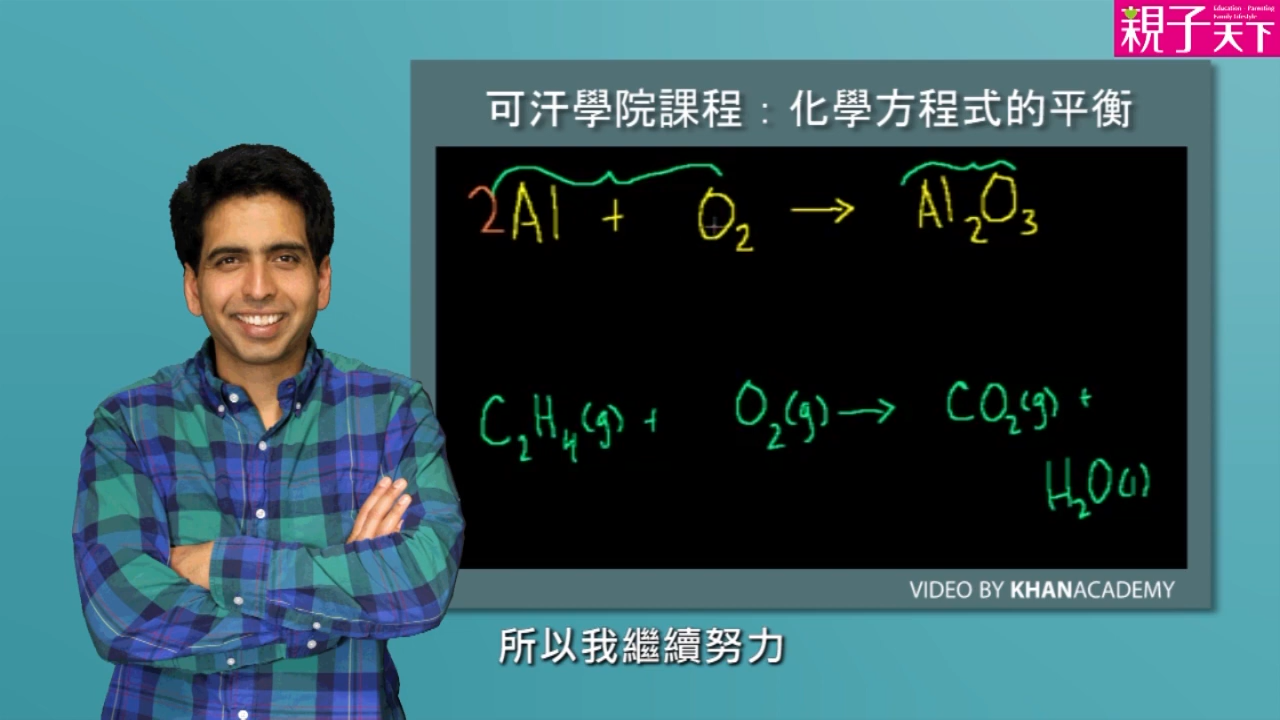 親子天下
Education · Parenting
Family Lifestyle
可汗學院課程：化學方程式的平衡
2Al + O₂ → Al₂O₃
C₂H₄(g) + O₂(g) → CO₂(g) +
H₂O(l)
VIDEO BY KHANACADEMY
所以我繼續努力